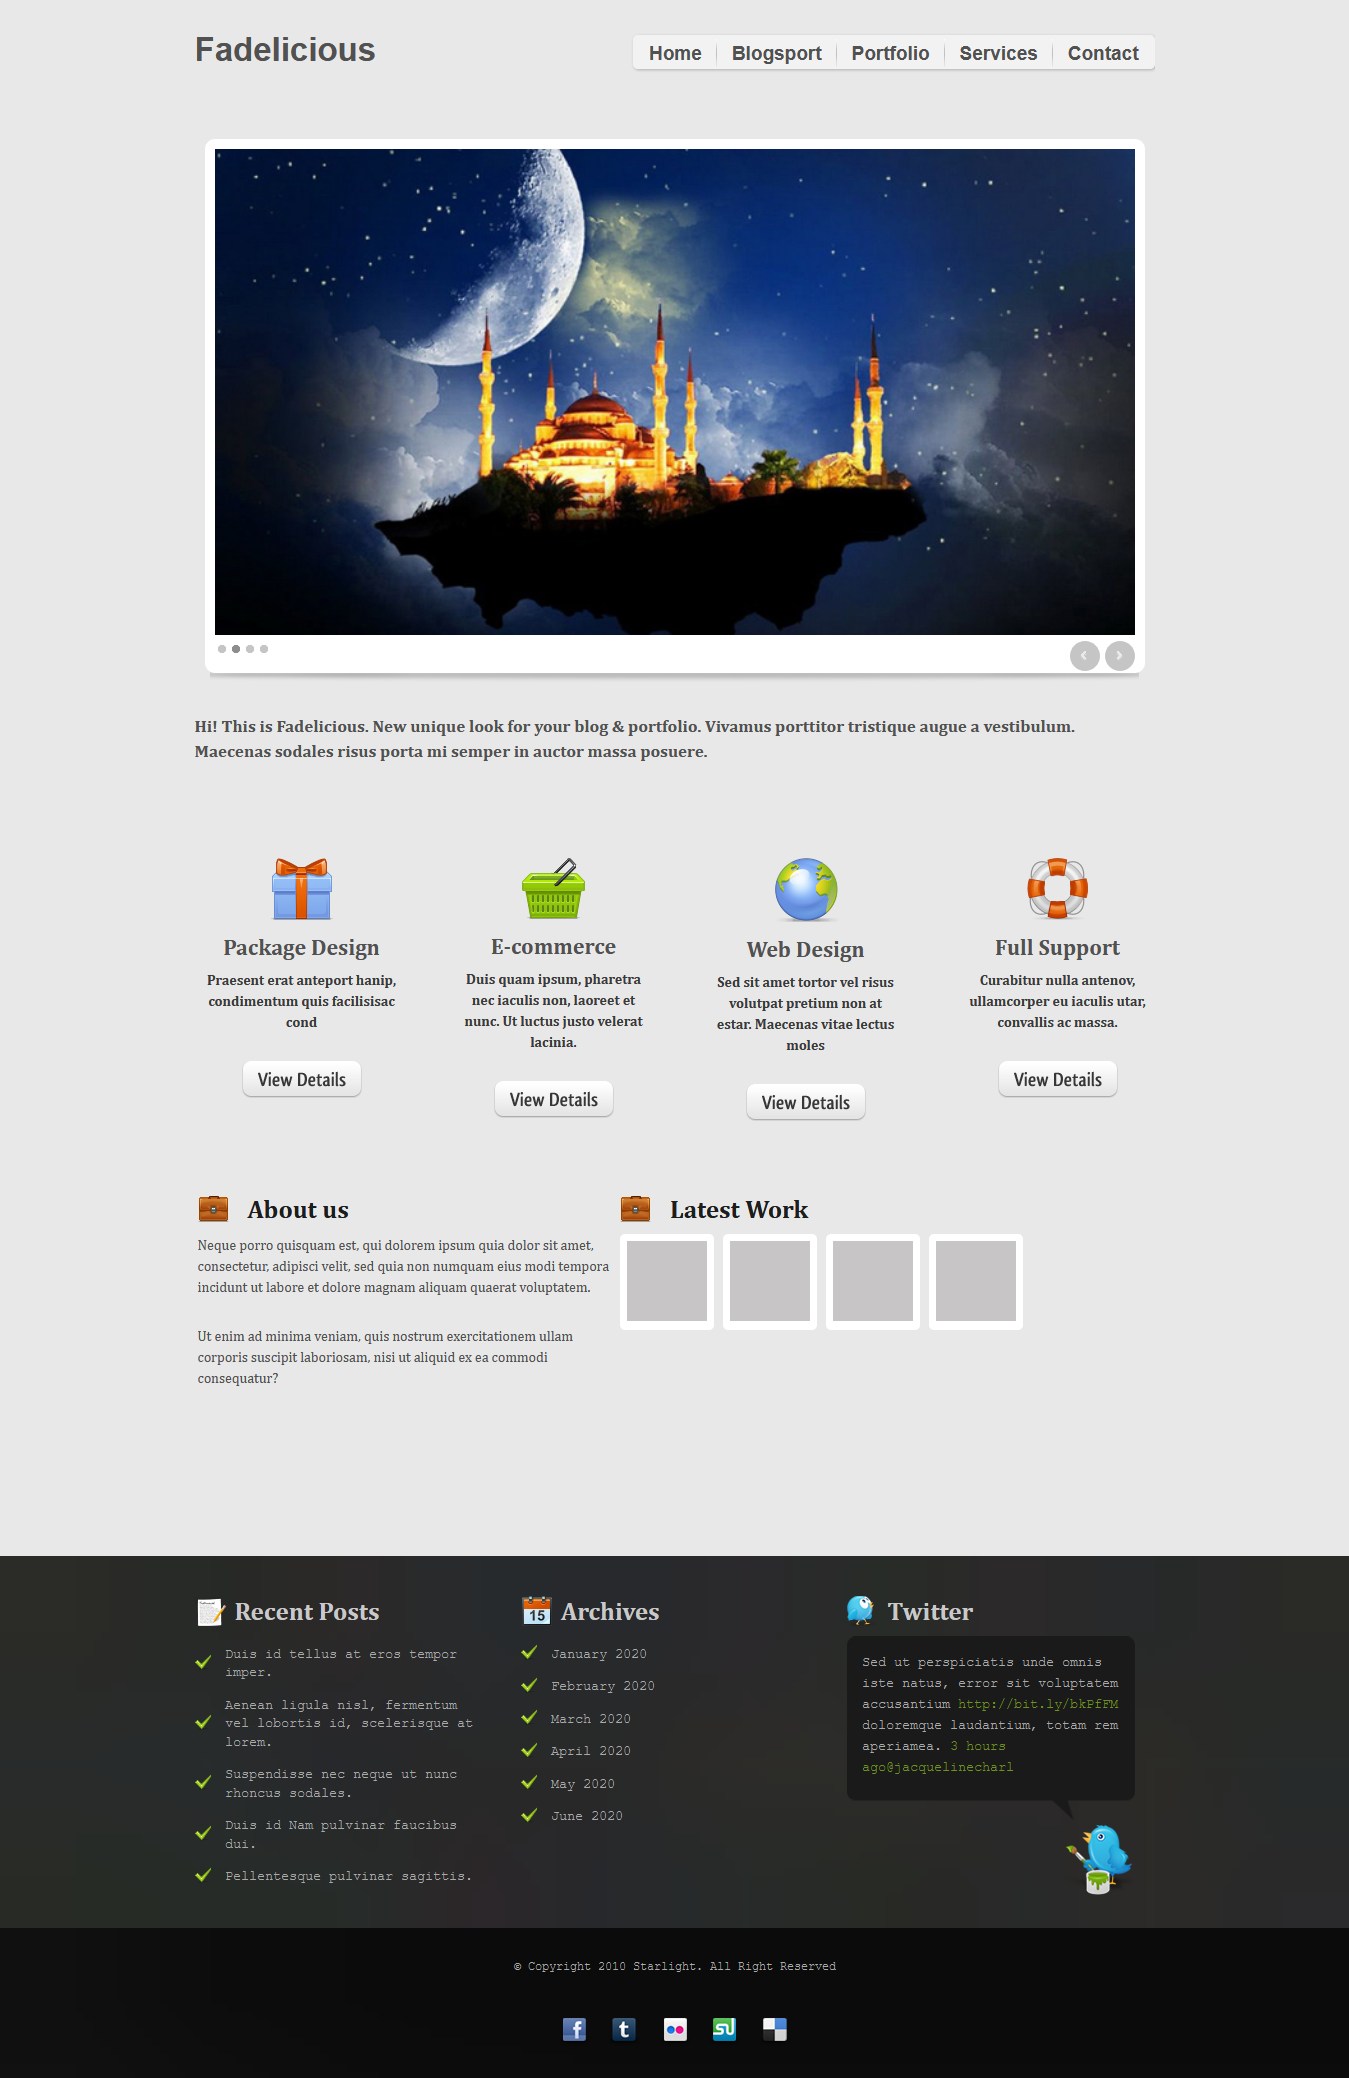 Fadelicious
Home
Blogsport
Portfolio
Services
Contact
Hi! This is Fadelicious. New unique look for your blog & portfolio. Vivamus porttitor tristique augue a vestibulum.
Maecenas sodales risus porta mi semper in auctor massa posuere.
Package Design
Praesent erat anteport hanip,
condimentum quis facilisisac
cond
View Details
E-commerce
Duis quam ipsum, pharetra
nec iaculis non, laoreet et
nunc. Ut luctus justo velerat
lacinia.
View Details
Web Design
Sed sit amet tortor vel risus
volutpat pretium non at
estar. Maecenas vitae lectus
moles
View Details
Full Support
Curabitur nulla antenov,
ullamcorper eu iaculis utar,
convallis ac massa.
View Details
About us
Neque porro quisquam est, qui dolorem ipsum quia dolor sit amet,
consectetur, adipisci velit, sed quia non numquam eius modi tempora
incidunt ut labore et dolore magnam aliquam quaerat voluptatem.
Ut enim ad minima veniam, quis nostrum exercitationem ullam
corporis suscipit laboriosam, nisi ut aliquid ex ea commodi
consequatur?
Latest Work
Recent Posts
Duis id tellus at eros tempor
imper.
Aenean ligula nisl, fermentum
vel lobortis id, scelerisque at
lorem.
Suspendisse nec neque ut nunc
rhoncus sodales.
Duis id Nam pulvinar faucibus
dui.
Pellentesque pulvinar sagittis.
15
Archives
January 2020
February 2020
March 2020
April 2020
May 2020
June 2020
Twitter
Sed ut perspiciatis unde omnis
iste natus, error sit voluptatem
accusantium http://bit.ly/bkPfFM
doloremque laudantium, totam rem
aperiamea. 3 hours
ago@jacquelinecharl
© Copyright 2010 Starlight. All Right Reserved